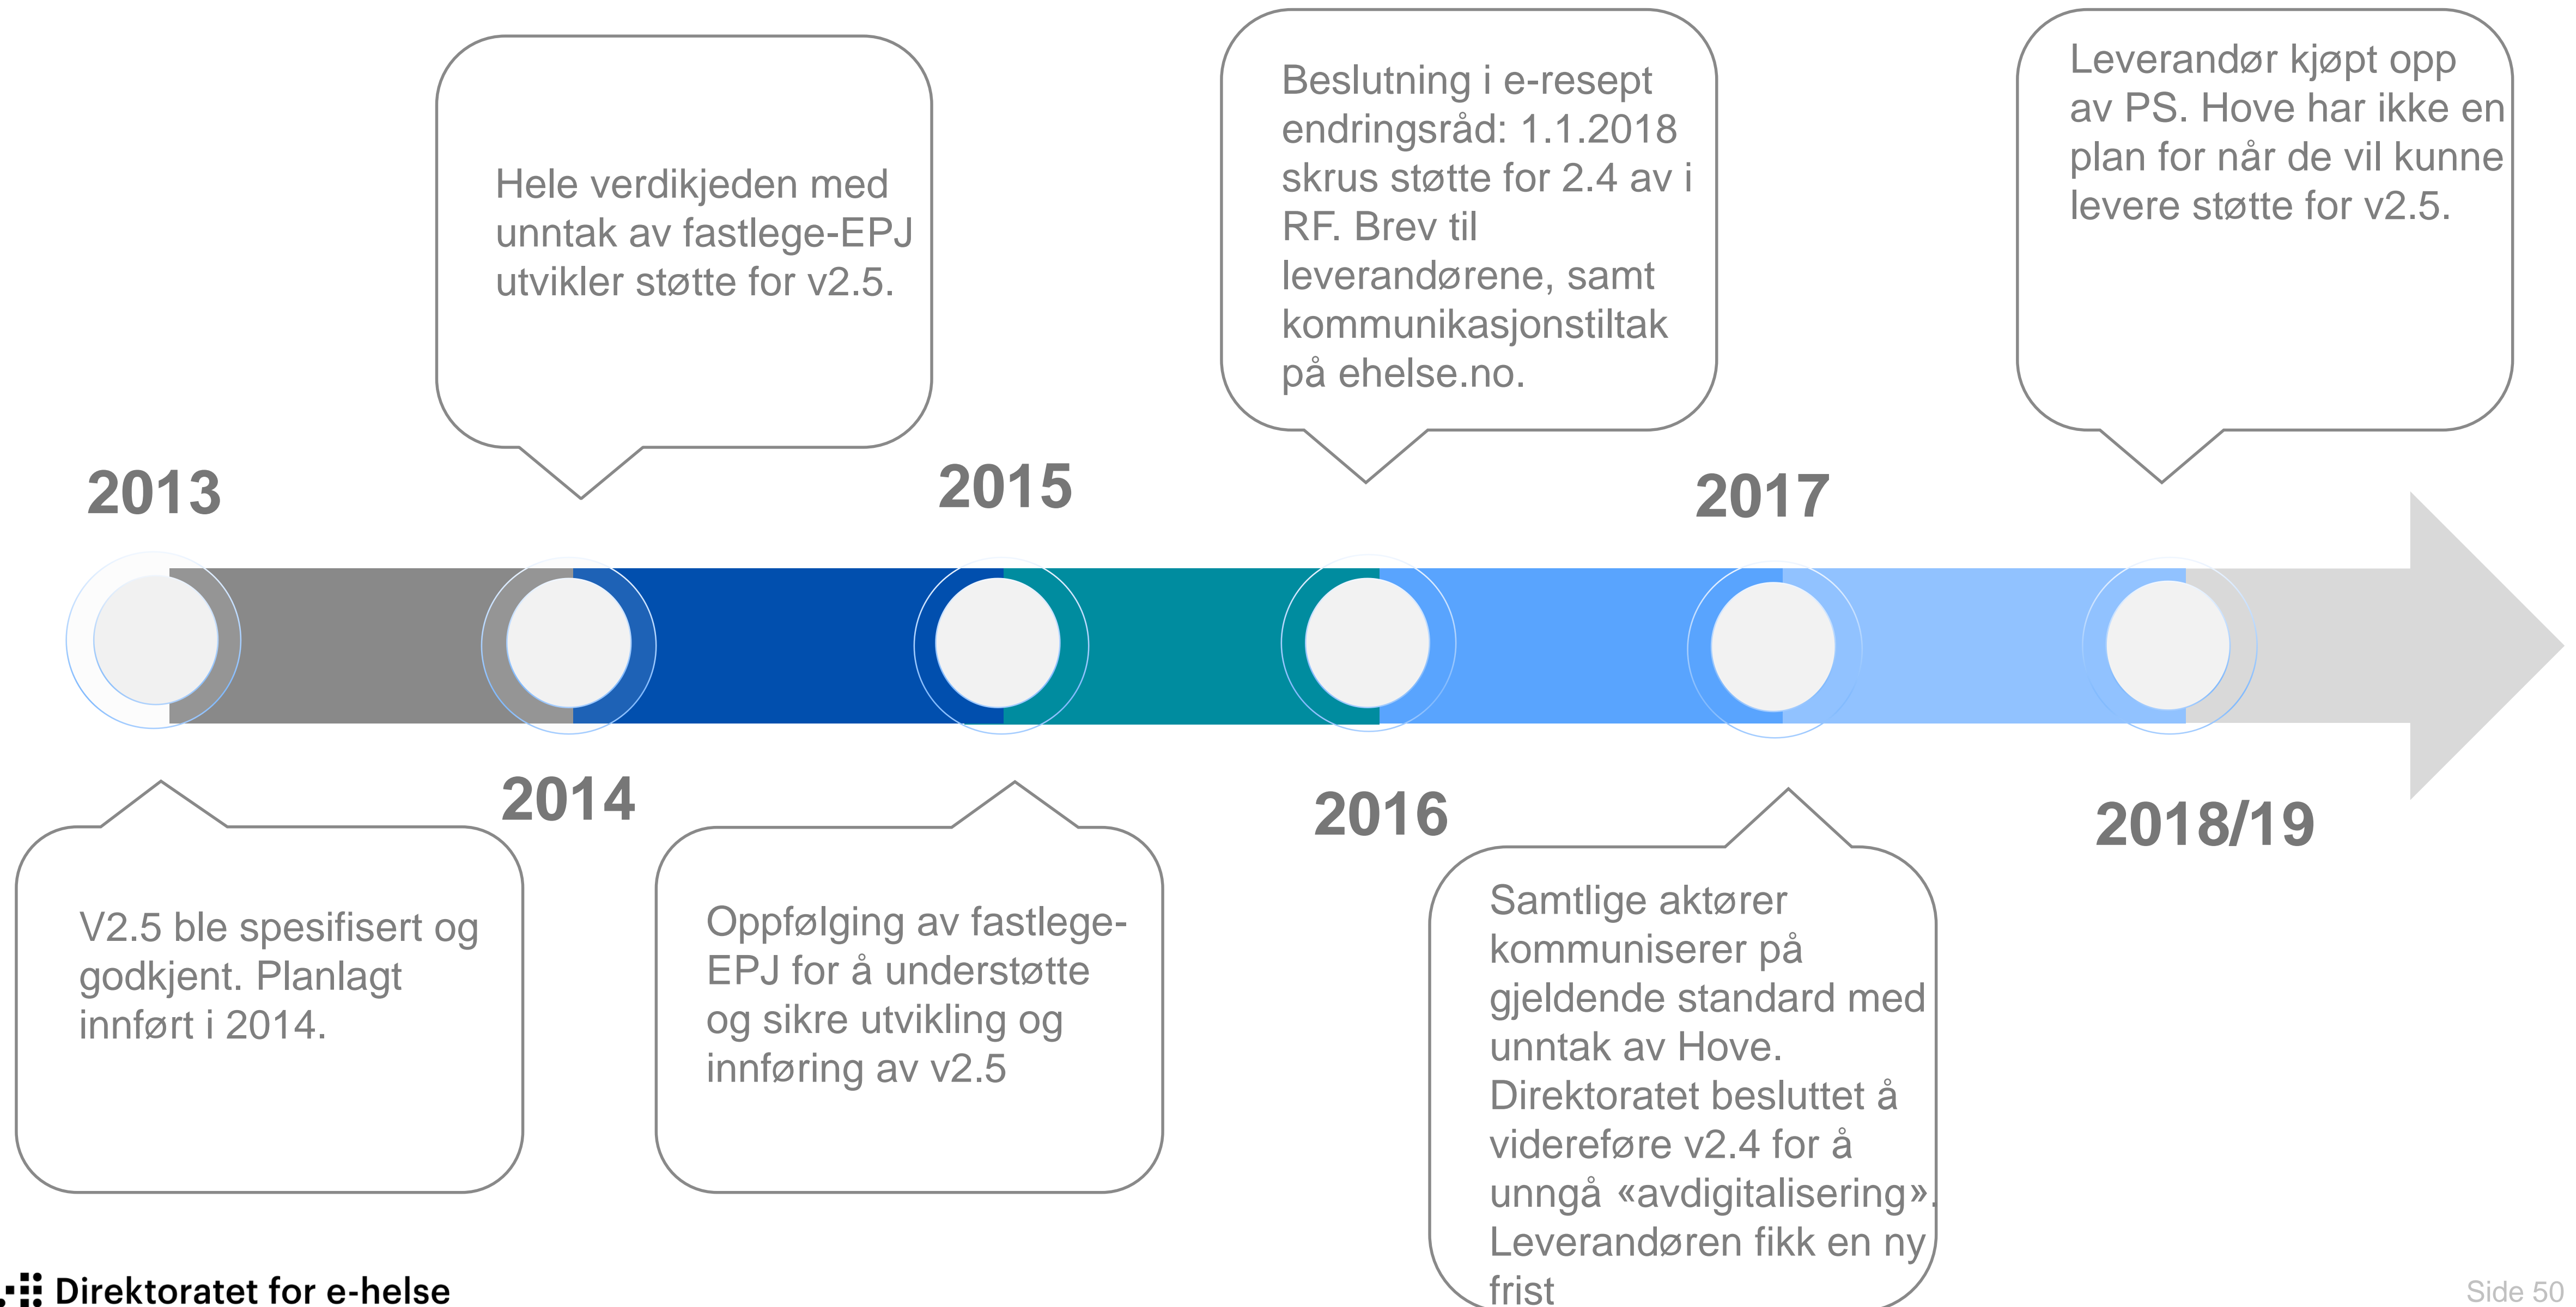 2013
V2.5 ble spesifisert og
godkjent. Planlagt
innført i 2014.
Hele verdikjeden med
unntak av fastlege-EPJ
utvikler støtte for v2.5.
2014
2015
Oppfølging av fastlege-
EPJ for å understøtte
og sikre utvikling og
innføring av v2.5
Beslutning i e-resept
endringsråd: 1.1.2018
skrus støtte for 2.4 av i
RF. Brev til
leverandørene, samt
kommunikasjonstiltak
på ehelse.no.
2016
2017
Samtlige aktører
kommuniserer på
gjeldende standard med
unntak av Hove.
Direktoratet besluttet å
videreføre v2.4 for å
unngå «avdigitalisering».
Leverandøren fikk en ny
frist
Leverandør kjøpt opp
av PS. Hove har ikke en
plan for når de vil kunne
levere støtte for v2.5.
2018/19
Direktoratet for e-helse
Side 50